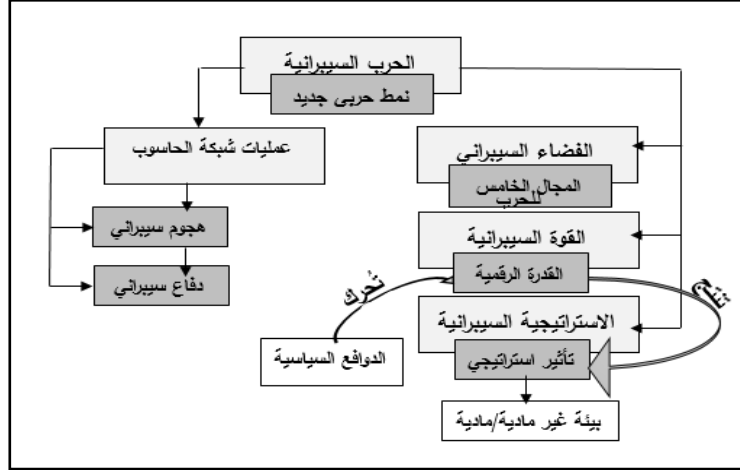 الحرب السيبرانية
نمط حربي جديد
عمليات شبكة الحاسوب
هجوم سيبراني
دفاع سيبراني
الفضاء السيبراني
المجال الخامس
للحرب
القوة السيبرانية
القدرة الرقمية
تُحرك
تنتج
الاستراتيجية السيبرانية
تأثير استراتيجي
الدوافع السياسية
بيئة غير مادية/مادية